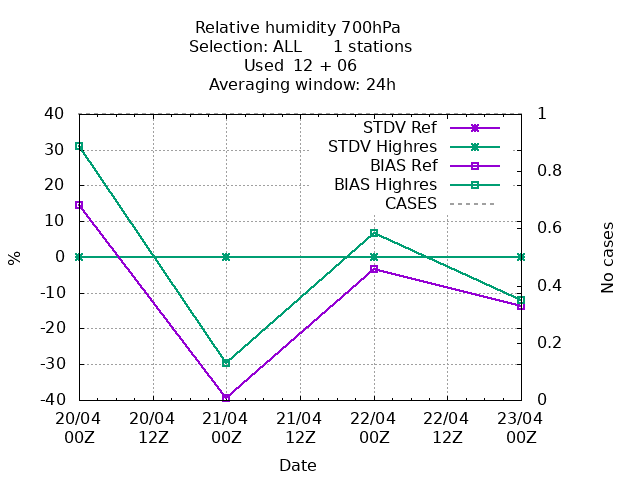 Relative humidity 700hPa
Selection: ALL 1 stations
Used 12 + 06
Averaging window: 24h
40
30
20
10
0
-10
-20
-30
-40
%
1
0.8
0.6
0.4
0.2
0
No cases
STDV Ref
STDV Highres
BIAS Ref
BIAS Highres
CASES
20/04 20/04 21/04 21/04 22/04 22/04 23/04
00Z 12Z 00Z 12Z 00Z 12Z 00Z
Date